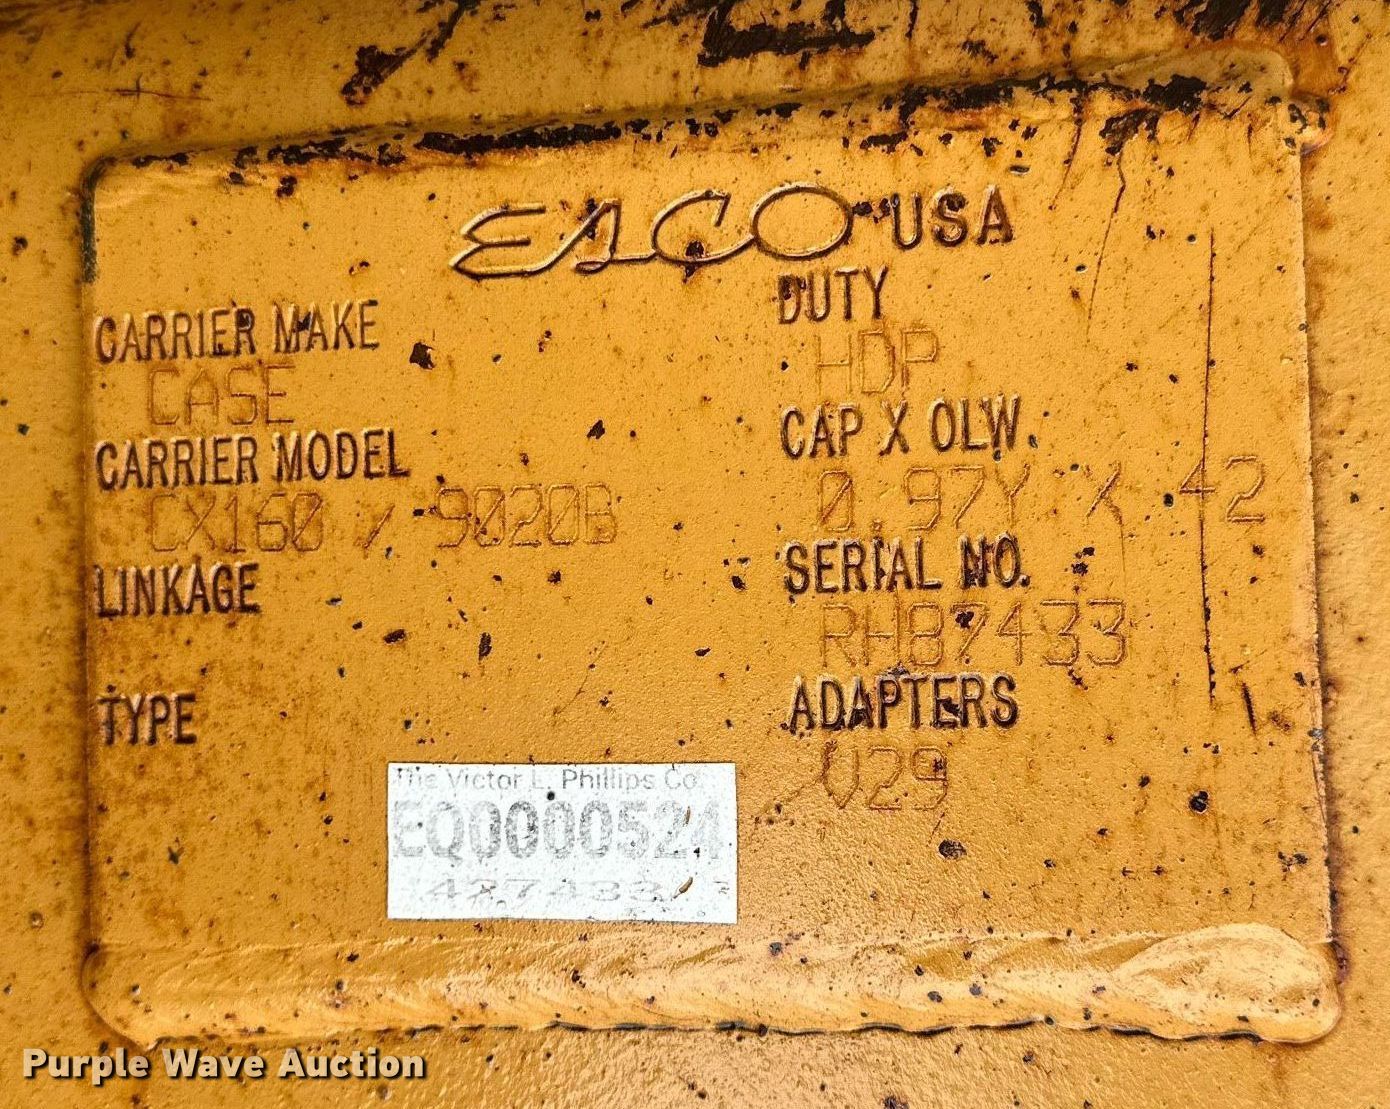 ESCO USA
CARRIER MAKE
CASE
CARRIER MODEL
CX160 / 9020B
LINKAGE
TYPE
DUTY
HDP
CAP X OLW.
0.97Y X 42
SERIAL NO.
RH87433
ADAPTERS
V29
The Victor L. Phillips Co.
EQ0000524
Purple Wave Auction